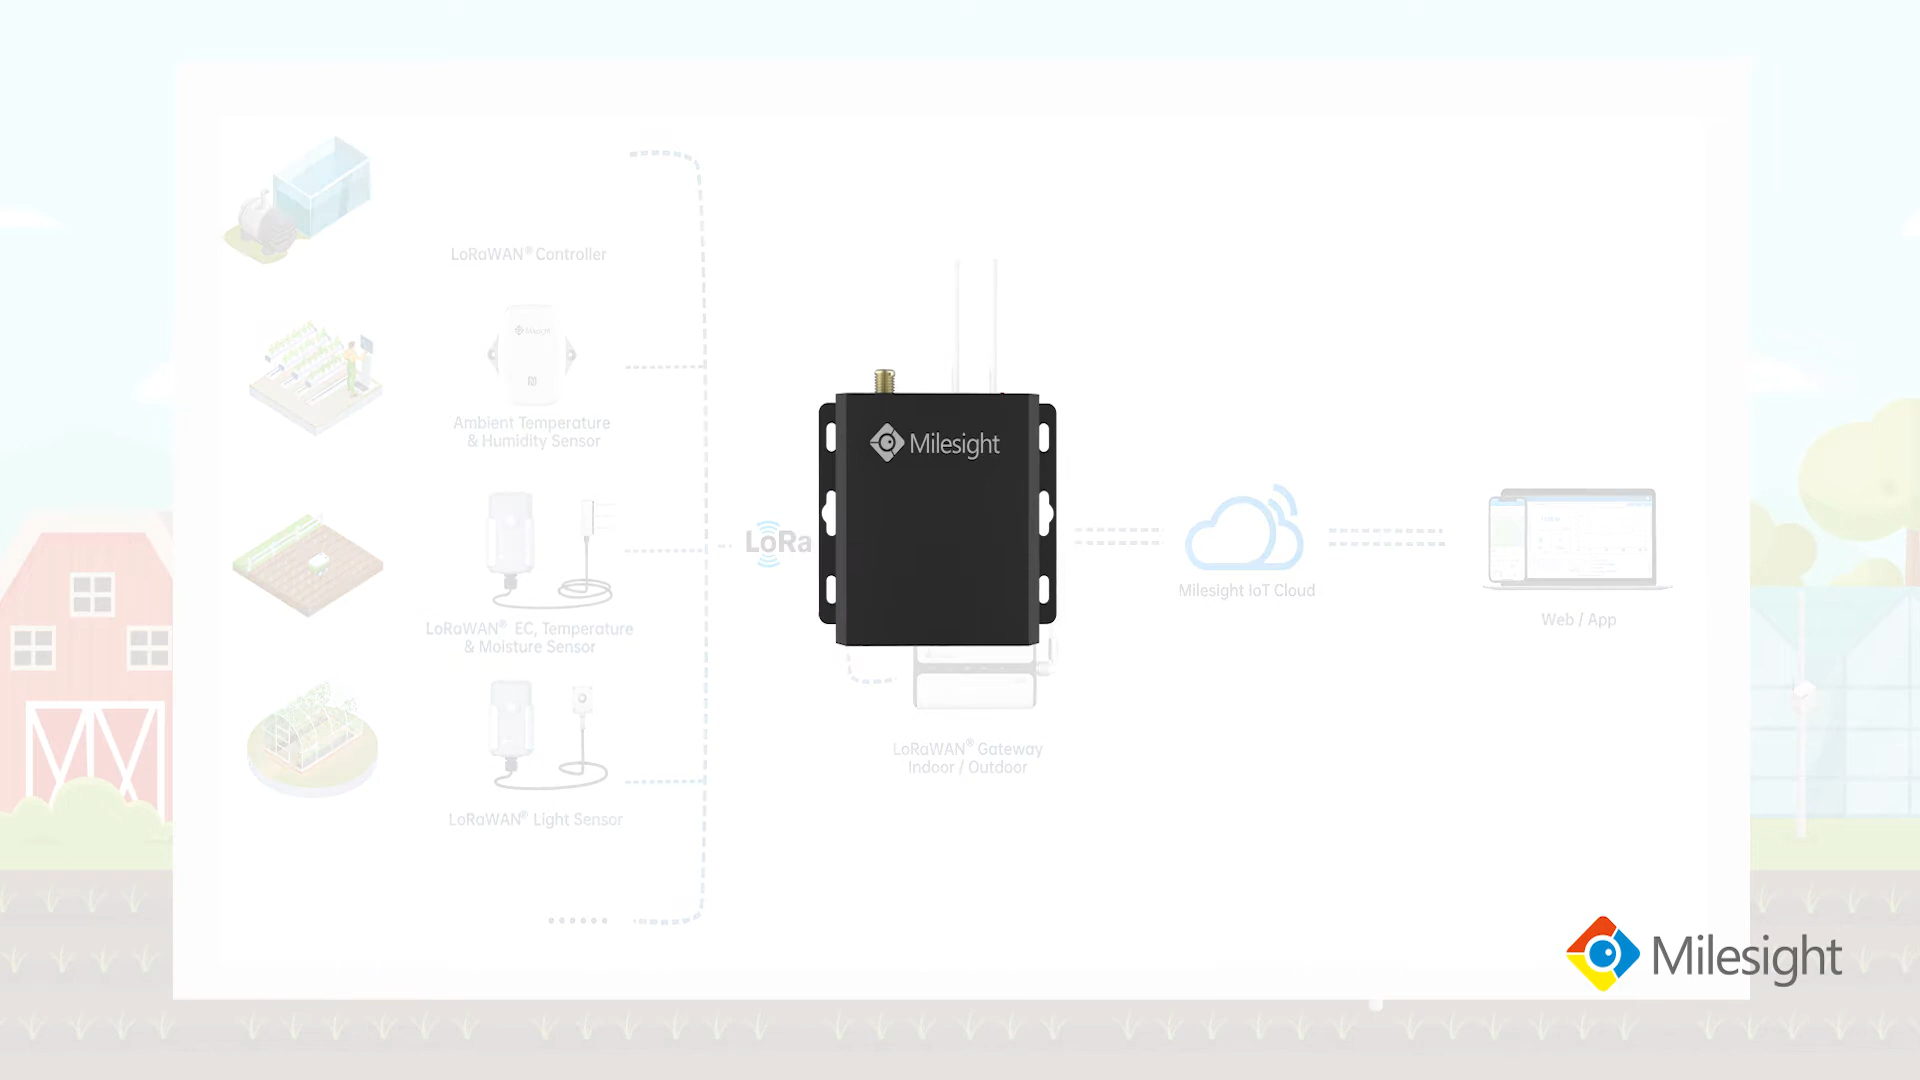 LoRaWAN® Controller
Milesight
Ambient Temperature
& Humidity Sensor
LoRaWAN® EC, Temperature
& Moisture Sensor
LoRaWAN® Light Sensor
......
LoRa
Milesight
LoRaWAN® Gateway
Indoor / Outdoor
Milesight IoT Cloud
Web / App
Milesight